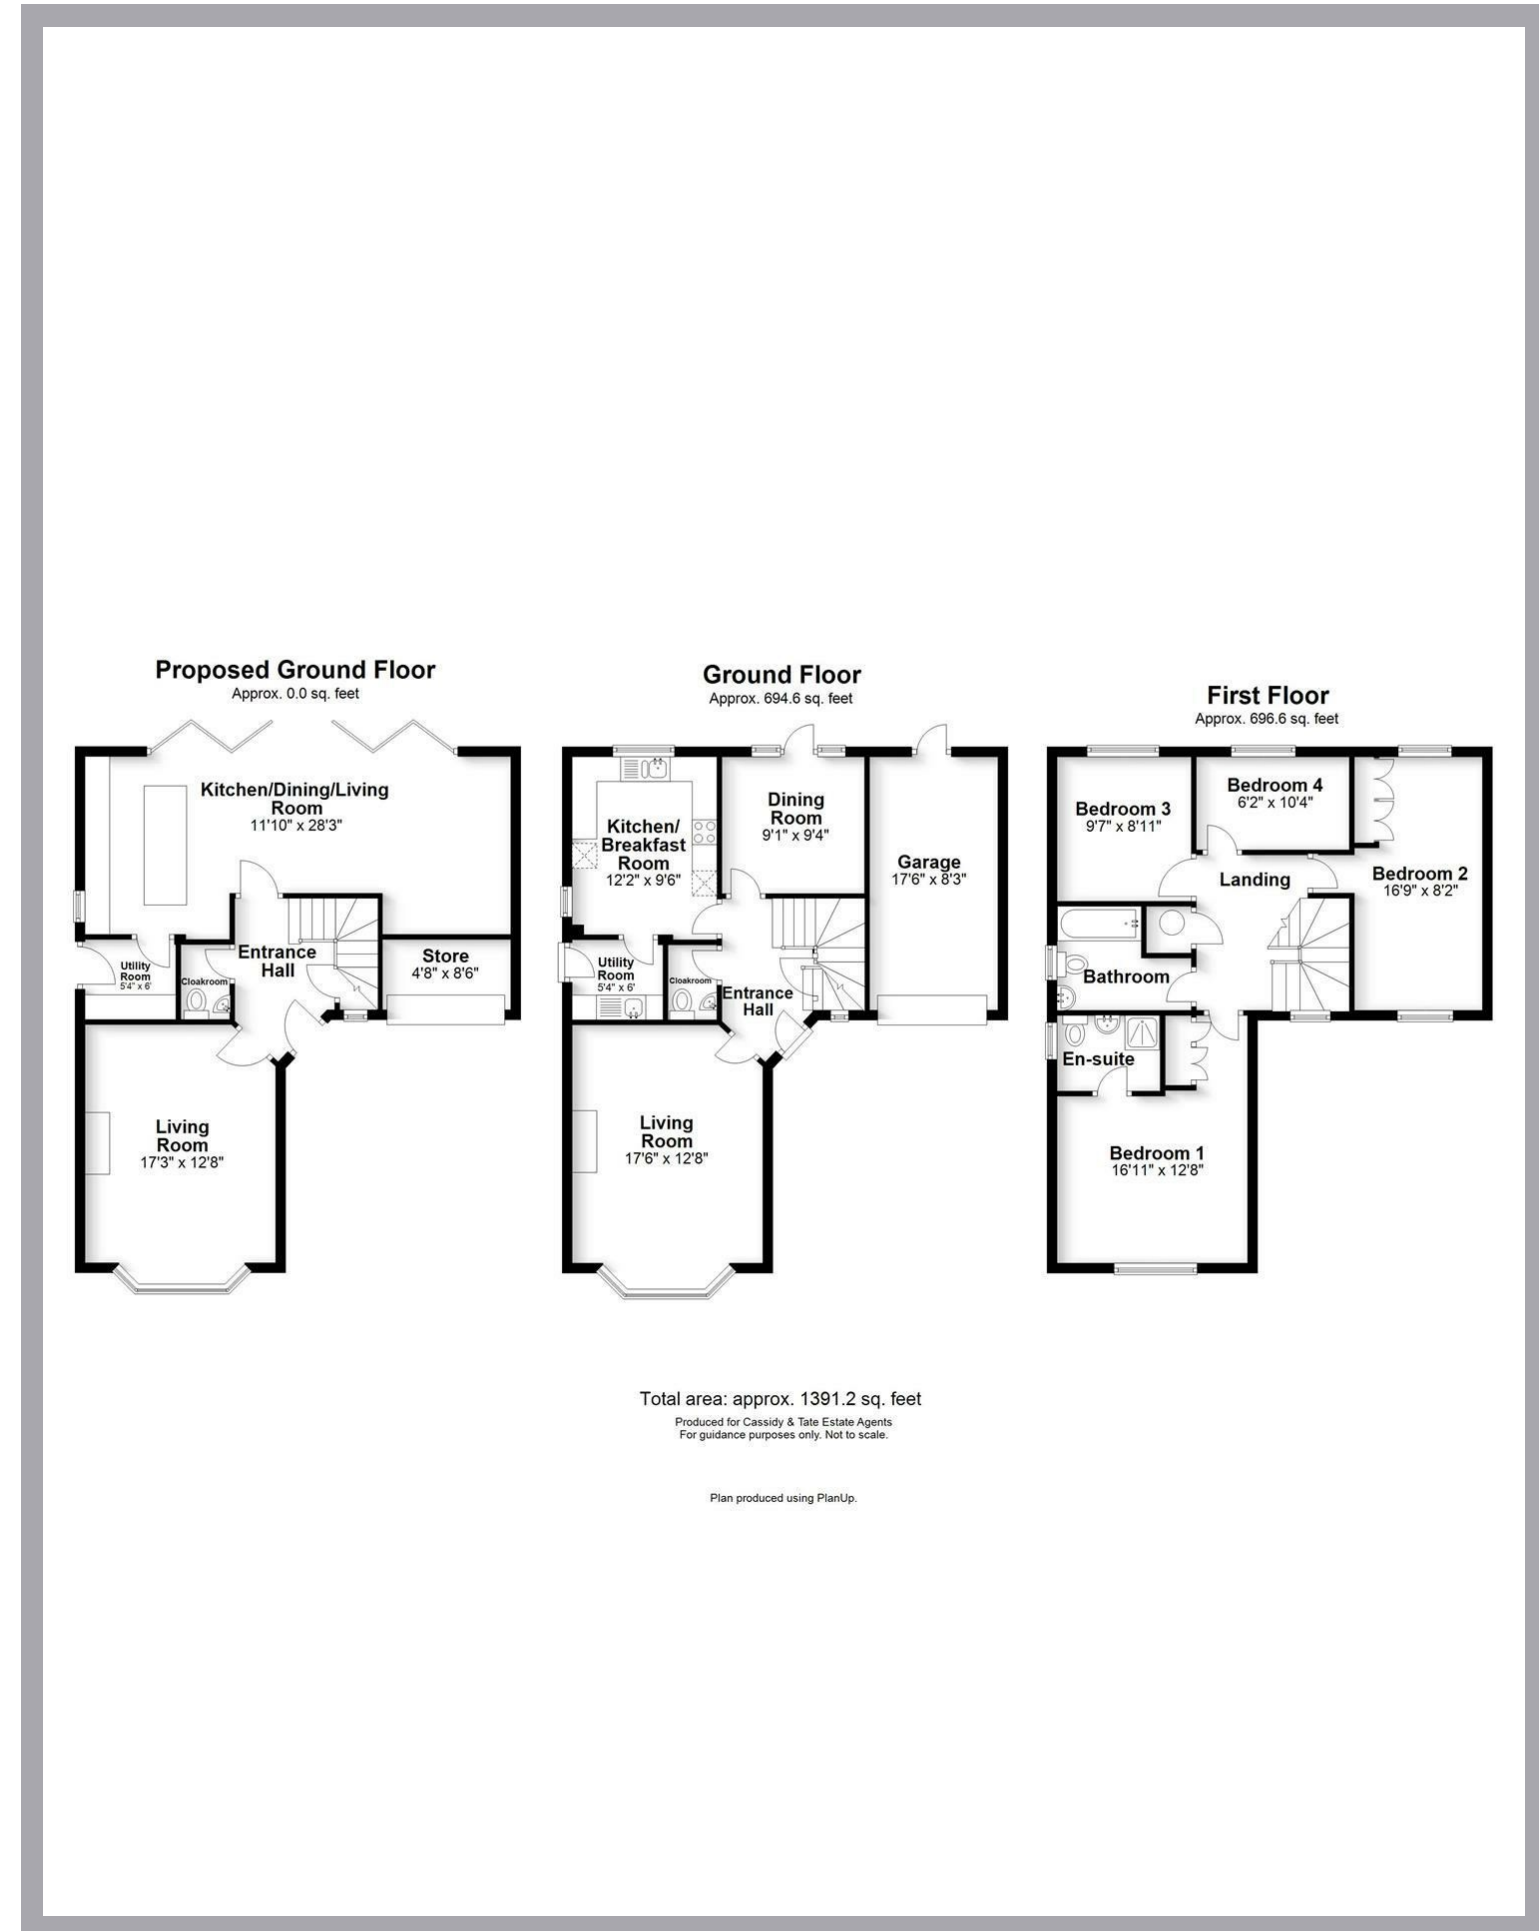 Proposed Ground Floor
Approx. 0.0 sq. feet
Kitchen/Dining/Living
Room
11'10" x 28'3"
Utility
Room
5'4" x 6'
Cloakroom
Entrance
Hall
Store
4'8" x 8'6"
Living
Room
17'3" x 12'8"
Ground Floor
Approx. 694.6 sq. feet
Kitchen/
Breakfast
Room
12'2" x 9'6"
Dining
Room
9'1" x 9'4"
Garage
17'6" x 8'3"
Utility
Room
5'4" x 6'
Cloakroom
Entrance
Hall
Living
Room
17'6" x 12'8"
First Floor
Approx. 696.6 sq. feet
Bedroom 3
9'7" x 8'11"
Bedroom 4
6'2" x 10'4"
Landing
Bedroom 2
16'9" x 8'2"
Bathroom
En-suite
Bedroom 1
16'11" x 12'8"
Total area: approx. 1391.2 sq. feet
Produced for Cassidy & Tate Estate Agents
For guidance purposes only. Not to scale.
Plan produced using PlanUp.